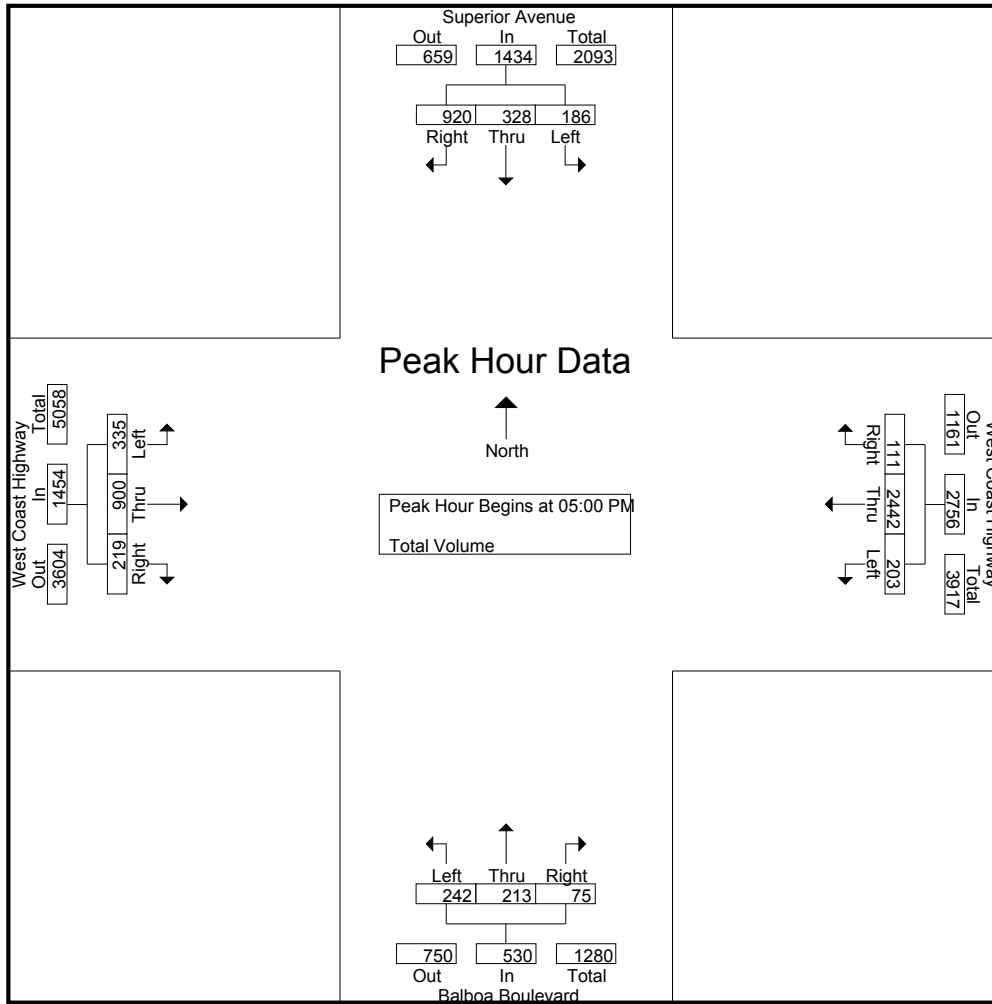 Superior Avenue
Out In Total
659 1434 2093
920 328 186
Right Thru Left
Peak Hour Data
North
Peak Hour Begins at 05:00 PM
Total Volume
West Coast Highway
Out In Total
3604 1454 5058
Right Thru Left
219 900 335
West Coast Highway
Out In Total
1161 2756 3917
111 2442 203
Right Thru Left
Left Thru Right
242 213 75
750 530 1280
Out In Total
Balboa Boulevard